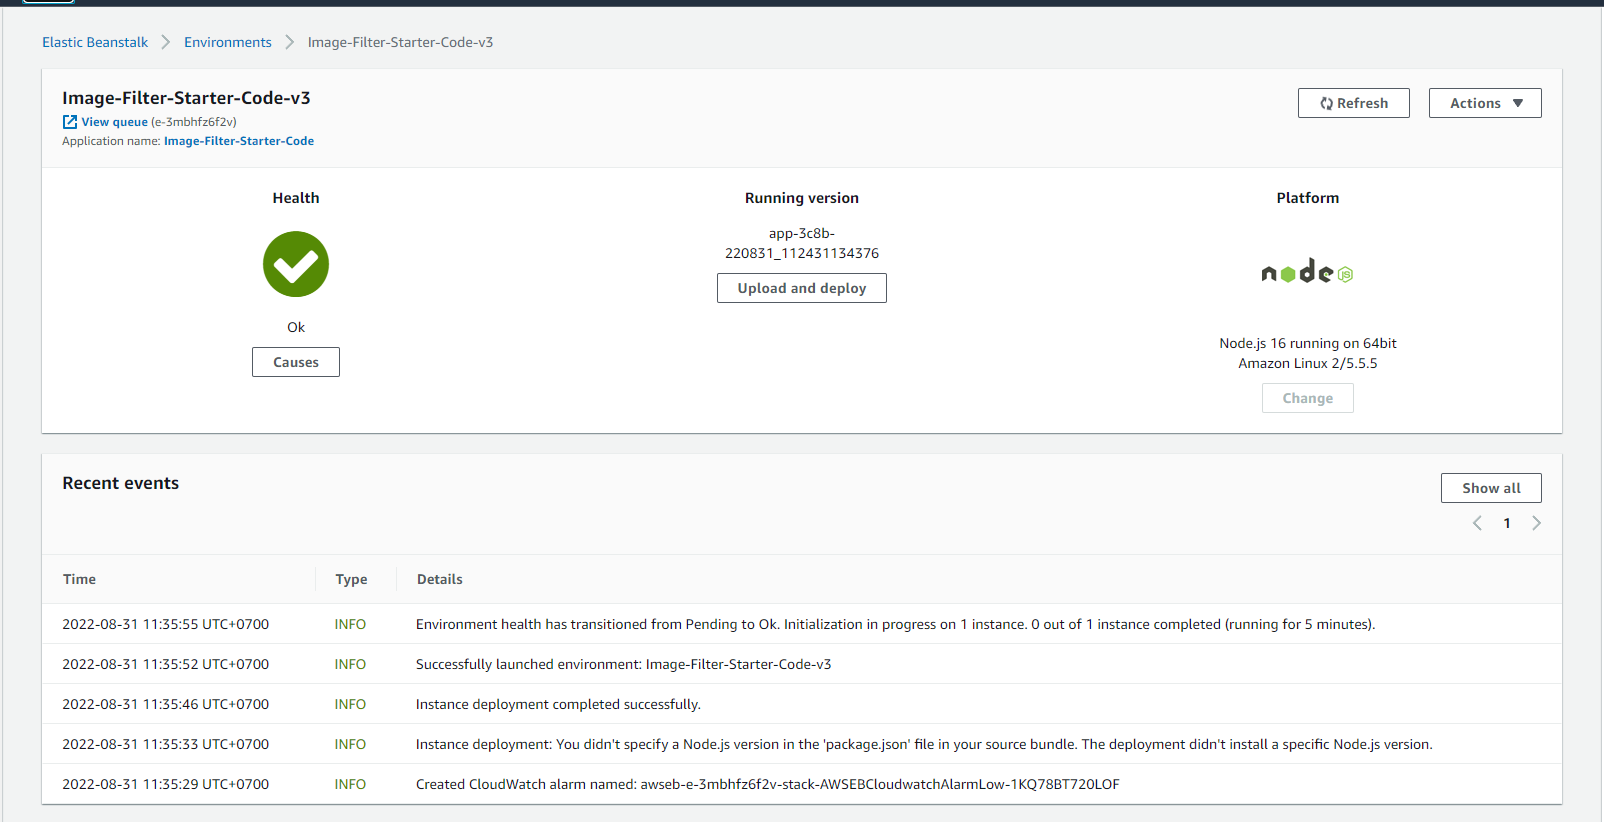 Elastic Beanstalk > Environments > Image-Filter-Starter-Code-v3
Image-Filter-Starter-Code-v3
View queue (e-3mbhfz6f2v)
Application name: Image-Filter-Starter-Code
Refresh
Actions
Health
Ok
Causes
Running version
app-3c8b-
220831_112431134376
Upload and deploy
Platform
node JS
Node.js 16 running on 64bit
Amazon Linux 2/5.5.5
Change
Recent events
Show all
1
Time Type Details
2022-08-31 11:35:55 UTC+0700 INFO Environment health has transitioned from Pending to Ok. Initialization in progress on 1 instance. 0 out of 1 instance completed (running for 5 minutes).
2022-08-31 11:35:52 UTC+0700 INFO Successfully launched environment: Image-Filter-Starter-Code-v3
2022-08-31 11:35:46 UTC+0700 INFO Instance deployment completed successfully.
2022-08-31 11:35:33 UTC+0700 INFO Instance deployment: You didn't specify a Node.js version in the 'package.json' file in your source bundle. The deployment didn't install a specific Node.js version.
2022-08-31 11:35:29 UTC+0700 INFO Created CloudWatch alarm named: awseb-e-3mbhfz6f2v-stack-AWSEBCloudwatchAlarmLow-1KQ78BT720LOF